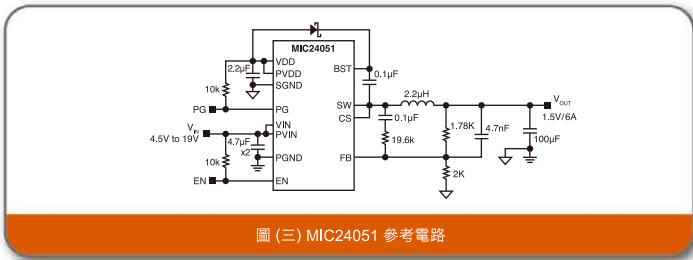 MIC24051
VDD
PVDD
SGND
PG
VIN
PVIN
PGND
EN
BST
SW
CS
FB
2.2µF
10k
PG
VIN
4.5V to 19V
4.7µF
x2
10k
EN
0.1µF
2.2µH
0.1µF
19.6k
1.78K
4.7nF
2K
VOUT
1.5V/6A
100µF
圖 (三) MIC24051 參考電路